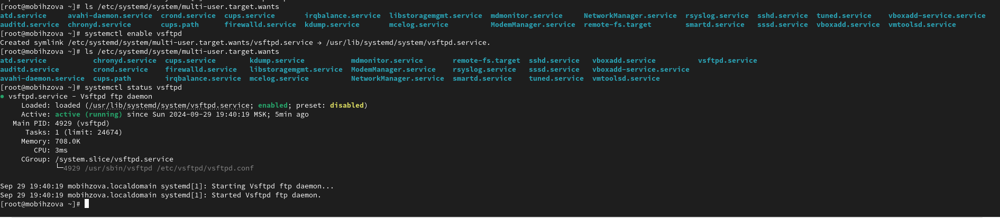 [root@mobihzova ~]# ls /etc/systemd/system/multi-user.target.wants
atd.service     avahi-daemon.service  crond.service  cups.service       irqbalance.service  libstoragemgmt.service  mdmonitor.service     NetworkManager.service  rsyslog.service  sshd.service  tuned.service    vboxadd-service.service
auditd.service  chronyd.service       cups.path      firewalld.service  kdump.service       mcelog.service          ModemManager.service  remote-fs.target        smartd.service   sssd.service  vboxadd.service  vmtoolsd.service
[root@mobihzova ~]# systemctl enable vsftpd
Created symlink /etc/systemd/system/multi-user.target.wants/vsftpd.service → /usr/lib/systemd/system/vsftpd.service.
[root@mobihzova ~]# ls /etc/systemd/system/multi-user.target.wants
atd.service           chronyd.service  cups.service        kdump.service           mdmonitor.service       remote-fs.target  sshd.service   vboxadd.service          vsftpd.service
auditd.service        crond.service    firewalld.service   libstoragemgmt.service  ModemManager.service    rsyslog.service   sssd.service   vboxadd-service.service
avahi-daemon.service  cups.path        irqbalance.service  mcelog.service          NetworkManager.service  smartd.service    tuned.service  vmtoolsd.service
[root@mobihzova ~]# systemctl status vsftpd
● vsftpd.service - Vsftpd ftp daemon
     Loaded: loaded (/usr/lib/systemd/system/vsftpd.service; enabled; preset: disabled)
     Active: active (running) since Sun 2024-09-29 19:40:19 MSK; 5min ago
   Main PID: 4929 (vsftpd)
      Tasks: 1 (limit: 24674)
     Memory: 708.0K
        CPU: 3ms
     CGroup: /system.slice/vsftpd.service
             └─4929 /usr/sbin/vsftpd /etc/vsftpd/vsftpd.conf
Sep 29 19:40:19 mobihzova.localdomain systemd[1]: Starting Vsftpd ftp daemon...
Sep 29 19:40:19 mobihzova.localdomain systemd[1]: Started Vsftpd ftp daemon.
[root@mobihzova ~]#